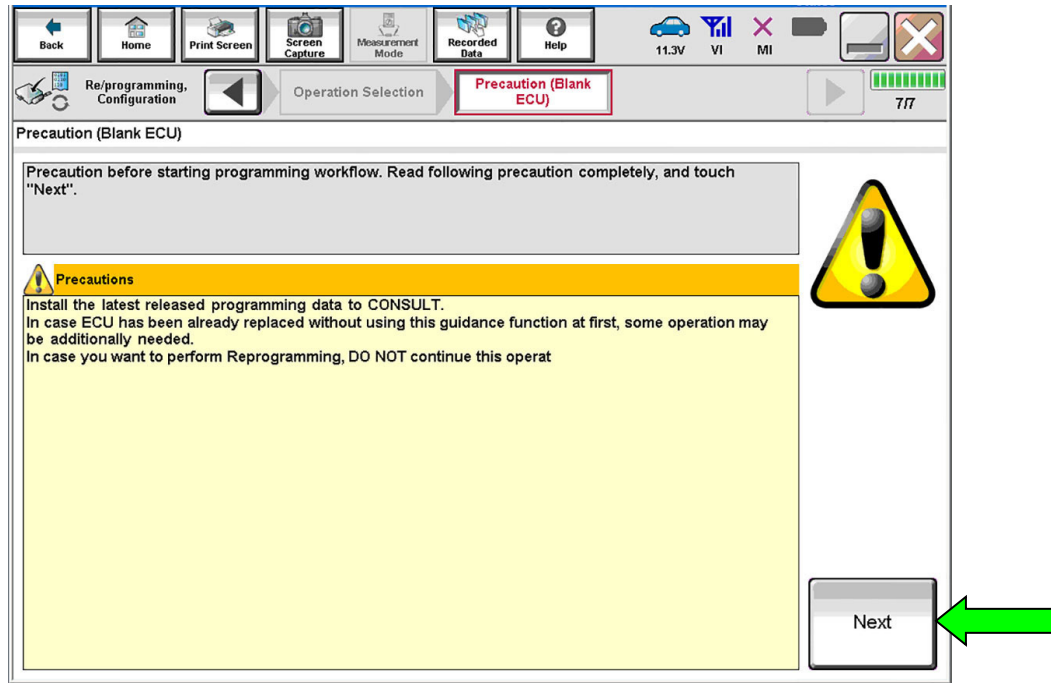 Back
Home
Print Screen
Screen
Capture
Measurement
Mode
Recorded
Data
Help
11.3V
VI
MI
Re/programming,
Configuration
Operation Selection
Precaution (Blank
ECU)
7/7
Precaution (Blank ECU)
Precaution before starting programming workflow. Read following precaution completely, and touch
"Next".
Precautions
Install the latest released programming data to CONSULT.
In case ECU has been already replaced without using this guidance function at first, some operation may
be additionally needed.
In case you want to perform Reprogramming, DO NOT continue this operat
Next